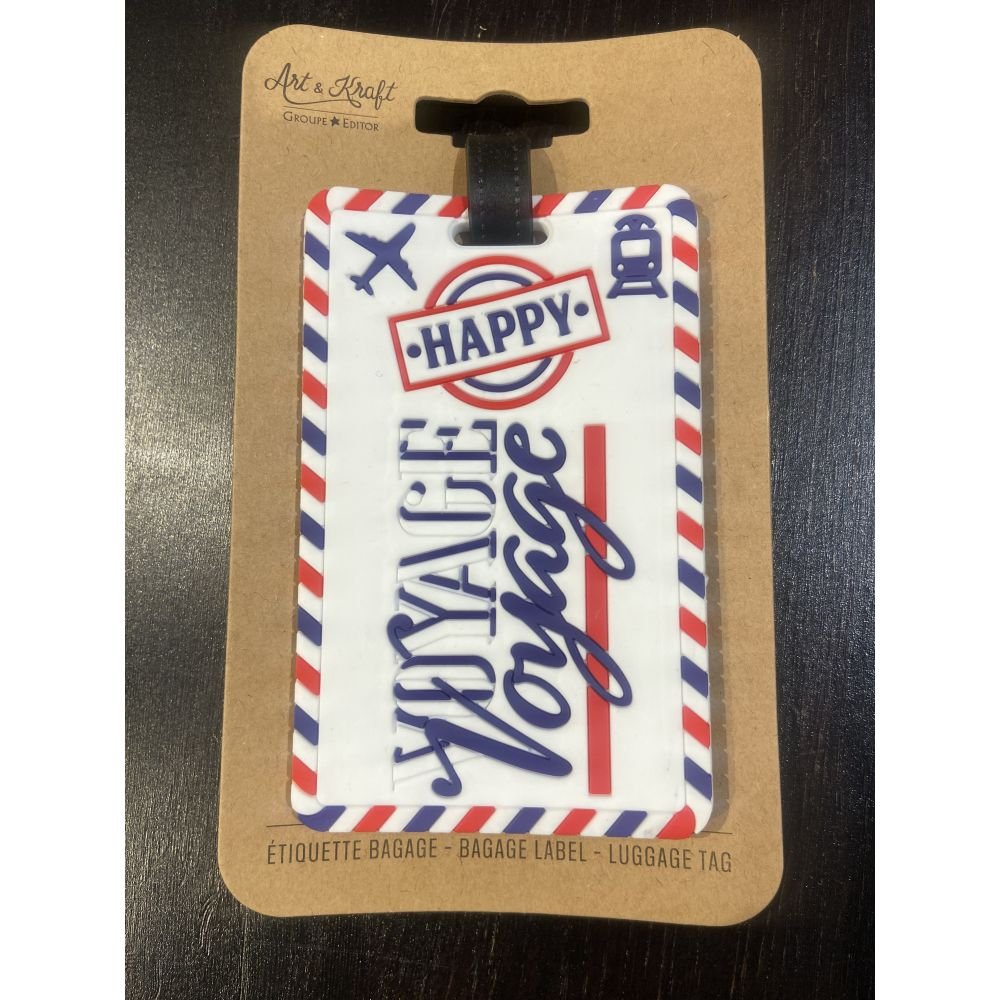 Art & Kraft
GROUPE ★ EDITOR
•HAPPY•
VOYAGE
Voyage
ÉTIQUETTE BAGAGE - BAGAGE LABEL - LUGGAGE TAG